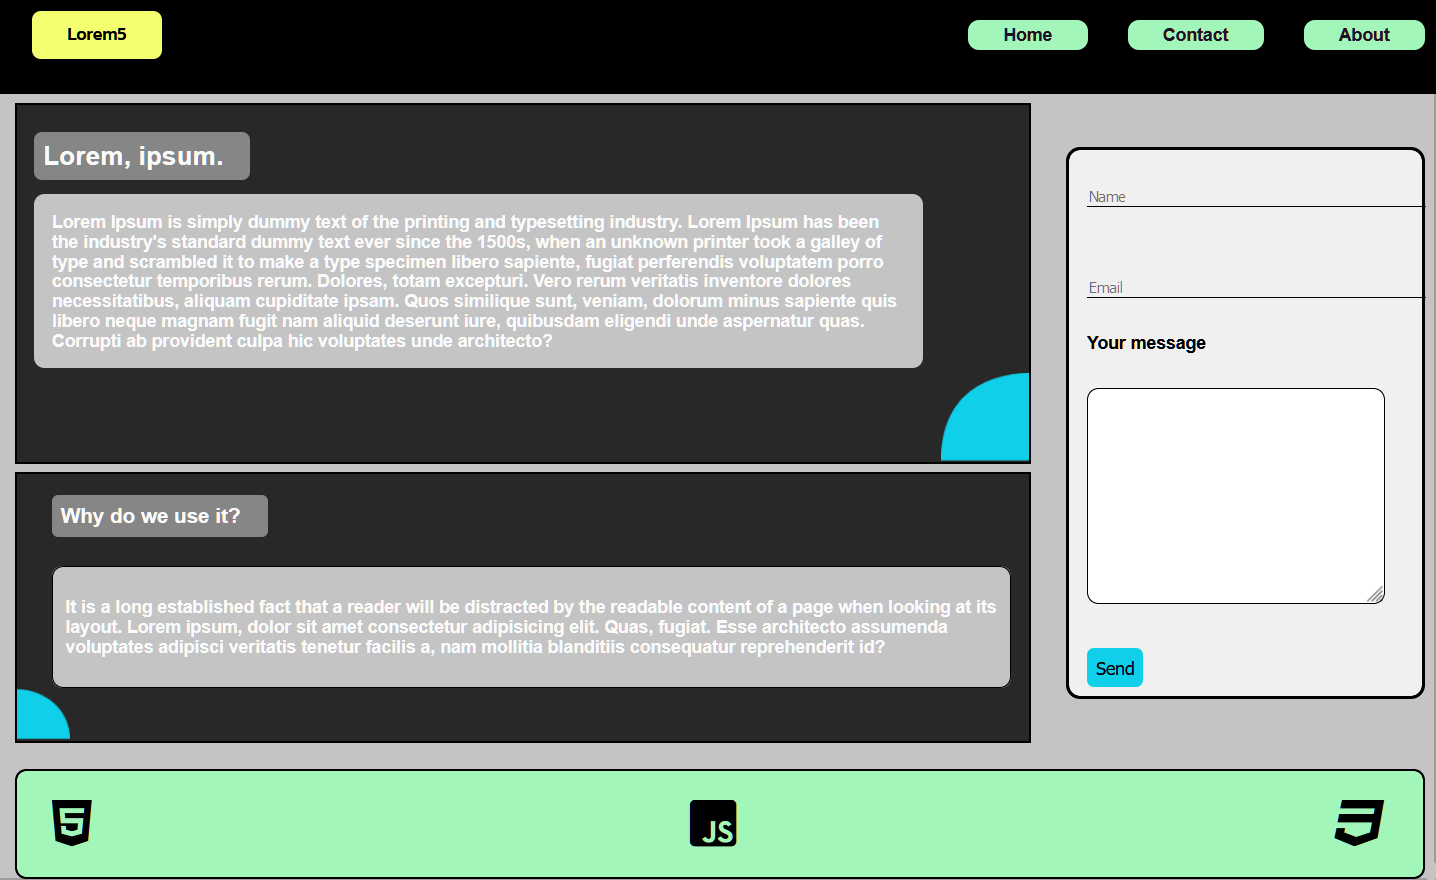 Lorem5
Home
Contact
About
Lorem, ipsum.
Lorem Ipsum is simply dummy text of the printing and typesetting industry. Lorem Ipsum has been
the industry's standard dummy text ever since the 1500s, when an unknown printer took a galley of
type and scrambled it to make a type specimen libero sapiente, fugiat perferendis voluptatem porro
consectetur temporibus rerum. Dolores, totam excepturi. Vero rerum veritatis inventore dolores
necessitatibus, aliquam cupiditate ipsam. Quos similique sunt, veniam, dolorum minus sapiente quis
libero neque magnam fugit nam aliquid deserunt iure, quibusdam eligendi unde aspernatur quas.
Corrupti ab provident culpa hic voluptates unde architecto?
Why do we use it?
It is a long established fact that a reader will be distracted by the readable content of a page when looking at its
layout. Lorem ipsum, dolor sit amet consectetur adipisicing elit. Quas, fugiat. Esse architecto assumenda
voluptates adipisci veritatis tenetur facilis a, nam mollitia blanditiis consequatur reprehenderit id?
Name
Email
Your message
Send
5
JS
3